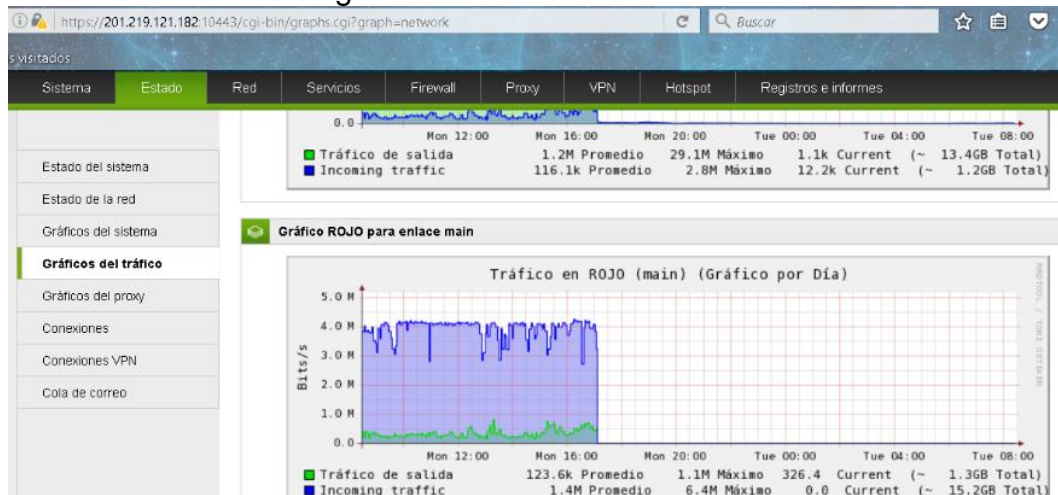 https://201.219.121.182:10443/cgi-bin/graphs.cgi?graph=network
Buscar
s visitados
Sistema Estado Red Servicios Firewall Proxy VPN Hotspot Registros e informes
Estado del sistema
Estado de la red
Gráficos del sistema
Gráficos del tráfico
Gráficos del proxy
Conexiones
Conexiones VPN
Cola de correo
0.0
Mon 12:00 Mon 16:00 Mon 20:00 Tue 00:00 Tue 04:00 Tue 08:00
Tráfico de salida 1.2M Promedio 29.1M Máximo 1.1k Current (~ 13.4GB Total)
Incoming traffic 116.1k Promedio 2.8M Máximo 12.2k Current (~ 1.2GB Total)
Gráfico ROJO para enlace main
Tráfico en ROJO (main) (Gráfico por Día)
Bits/s
5.0 M
4.0 M
3.0 M
2.0 M
1.0 M
0.0
Mon 12:00 Mon 16:00 Mon 20:00 Tue 00:00 Tue 04:00 Tue 08:00
Tráfico de salida 123.6k Promedio 1.1M Máximo 326.4 Current (~ 1.3GB Total)
Incoming traffic 1.4M Promedio 6.4M Máximo 0.0 Current (~ 15.2GB Total)
RRDTOOL / TOBI OETIKER